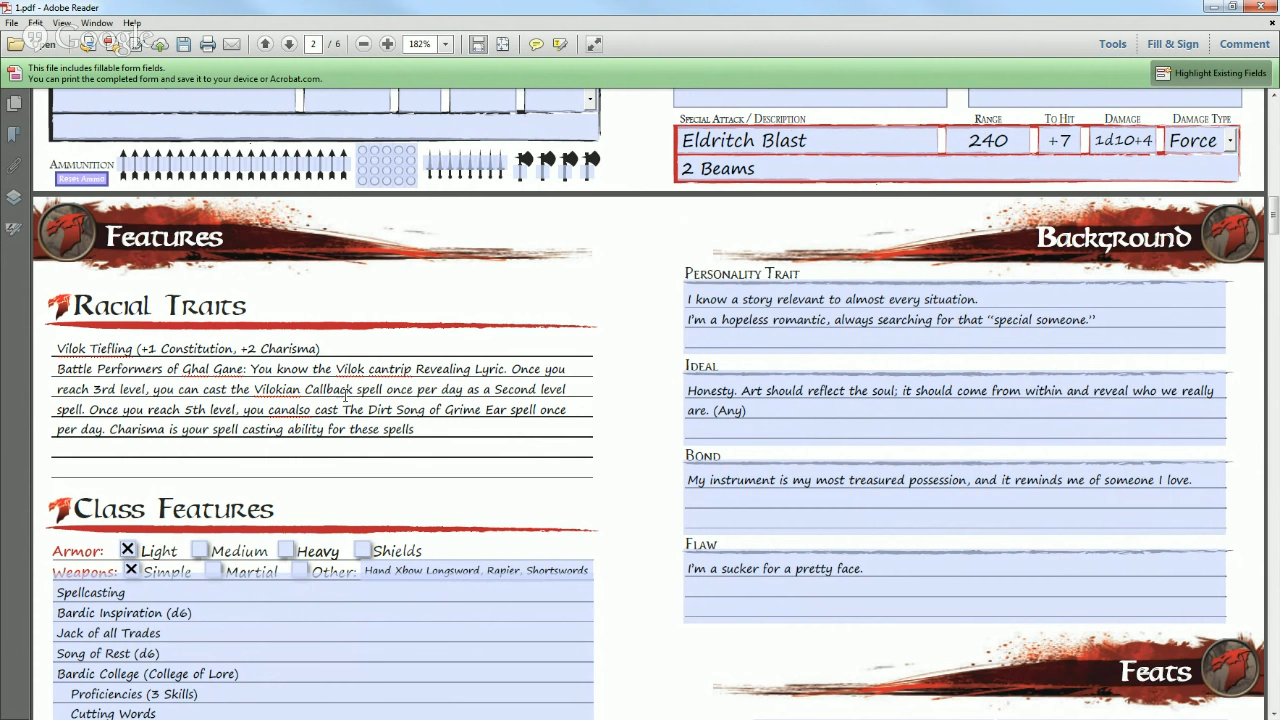 1.pdf - Adobe Reader
File Edit View Window Help
Google
2 / 6
182%
Tools
Fill & Sign
Comment
This file includes fillable form fields.
You can print the completed form and save it to your device or Acrobat.com.
Highlight Existing Fields
Ammunition
Reset Ammo
Special Attack / Description Range To Hit Damage Damage Type
Eldritch Blast 240 +7 1d10+4 Force
2 Beams
Features
Racial Traits
Vilok Tiefling (+1 Constitution, +2 Charisma)
Battle Performers of Ghal Gane: You know the Vilok cantrip Revealing Lyric. Once you
reach 3rd level, you can cast the Vilokian Callback spell once per day as a Second level
spell. Once you reach 5th level, you canalso cast The Dirt Song of Grime Ear spell once
per day. Charisma is your spell casting ability for these spells
Class Features
Armor: Light Medium Heavy Shields
Weapons: Simple Martial Other: Hand Xbow Longsword, Rapier, Shortswords
Spellcasting
Bardic Inspiration (d6)
Jack of all Trades
Song of Rest (d6)
Bardic College (College of Lore)
Proficiencies (3 Skills)
Cutting Words
Background
Personality Trait
I know a story relevant to almost every situation.
I'm a hopeless romantic, always searching for that “special someone.”
Ideal
Honesty. Art should reflect the soul; it should come from within and reveal who we really
are. (Any)
Bond
My instrument is my most treasured possession, and it reminds me of someone I love.
Flaw
I'm a sucker for a pretty face.
Feats